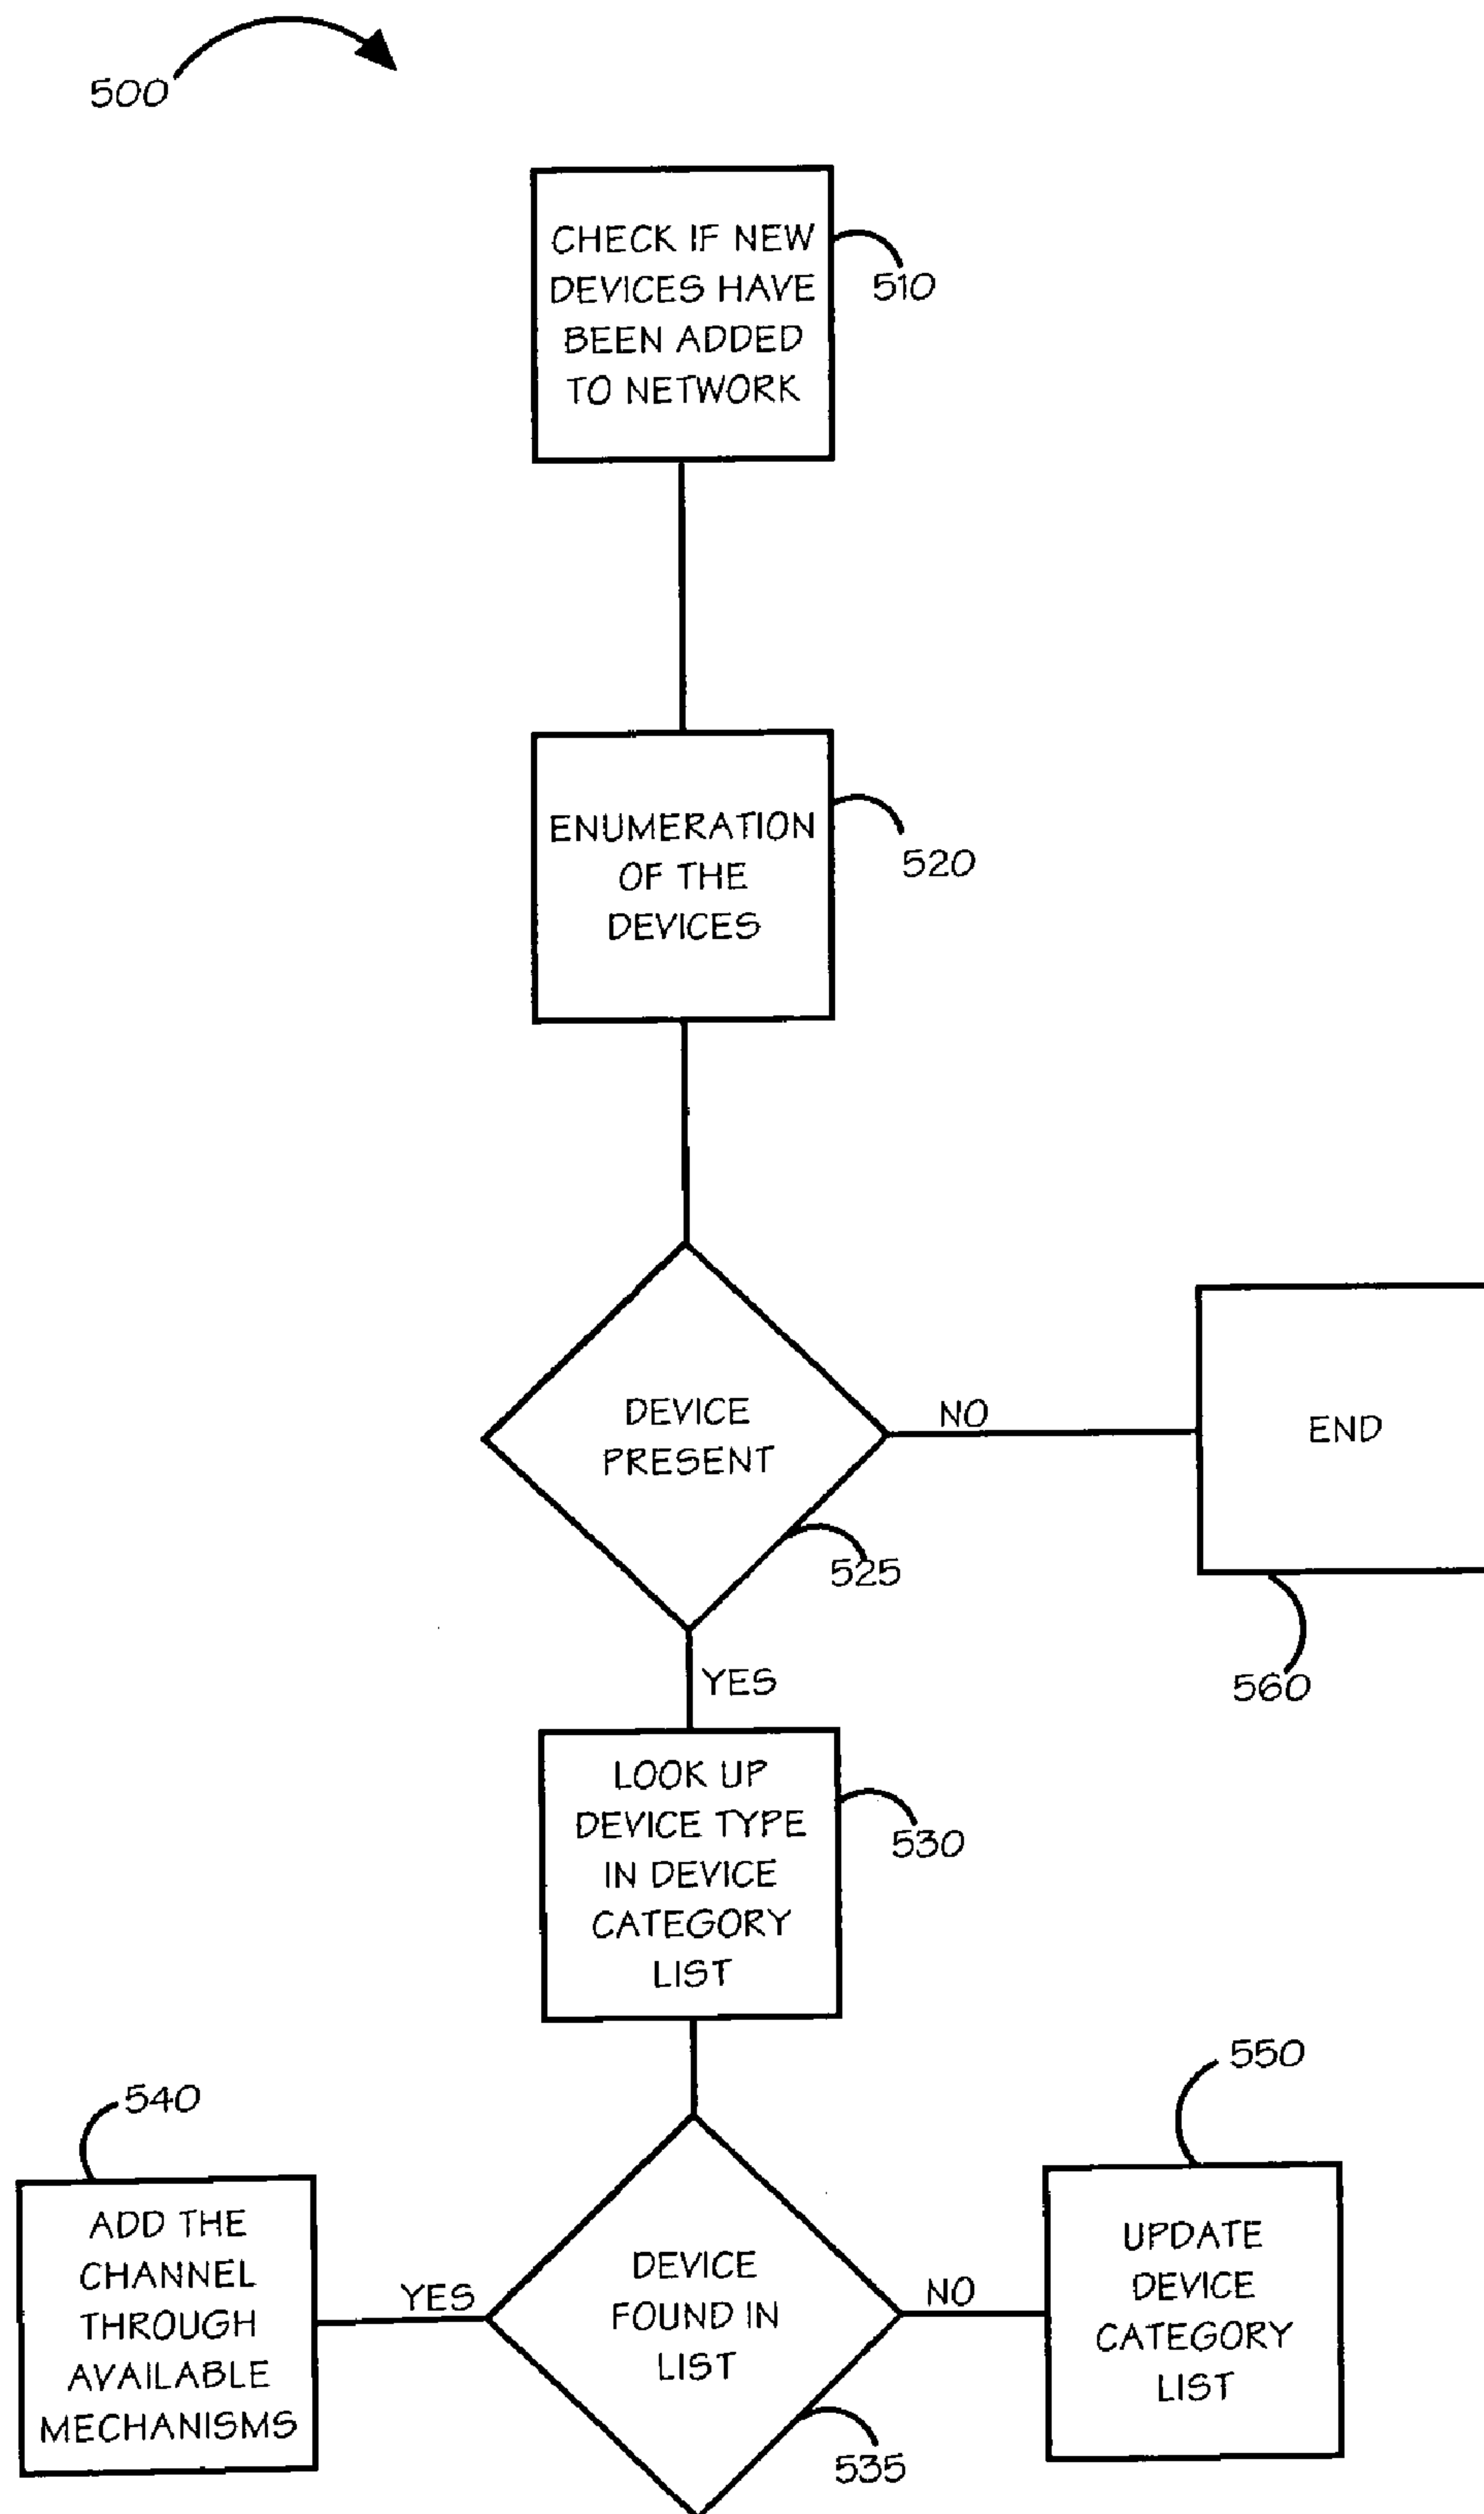 500
CHECK IF NEW
DEVICES HAVE
BEEN ADDED
TO NETWORK
510
ENUMERATION
OF THE
DEVICES
520
DEVICE
PRESENT
NO
END
525
560
YES
LOOK UP
DEVICE TYPE
IN DEVICE
CATEGORY
LIST
530
540
ADD THE
CHANNEL
THROUGH
AVAILABLE
MECHANISMS
YES
DEVICE
FOUND IN
LIST
535
NO
550
UPDATE
DEVICE
CATEGORY
LIST